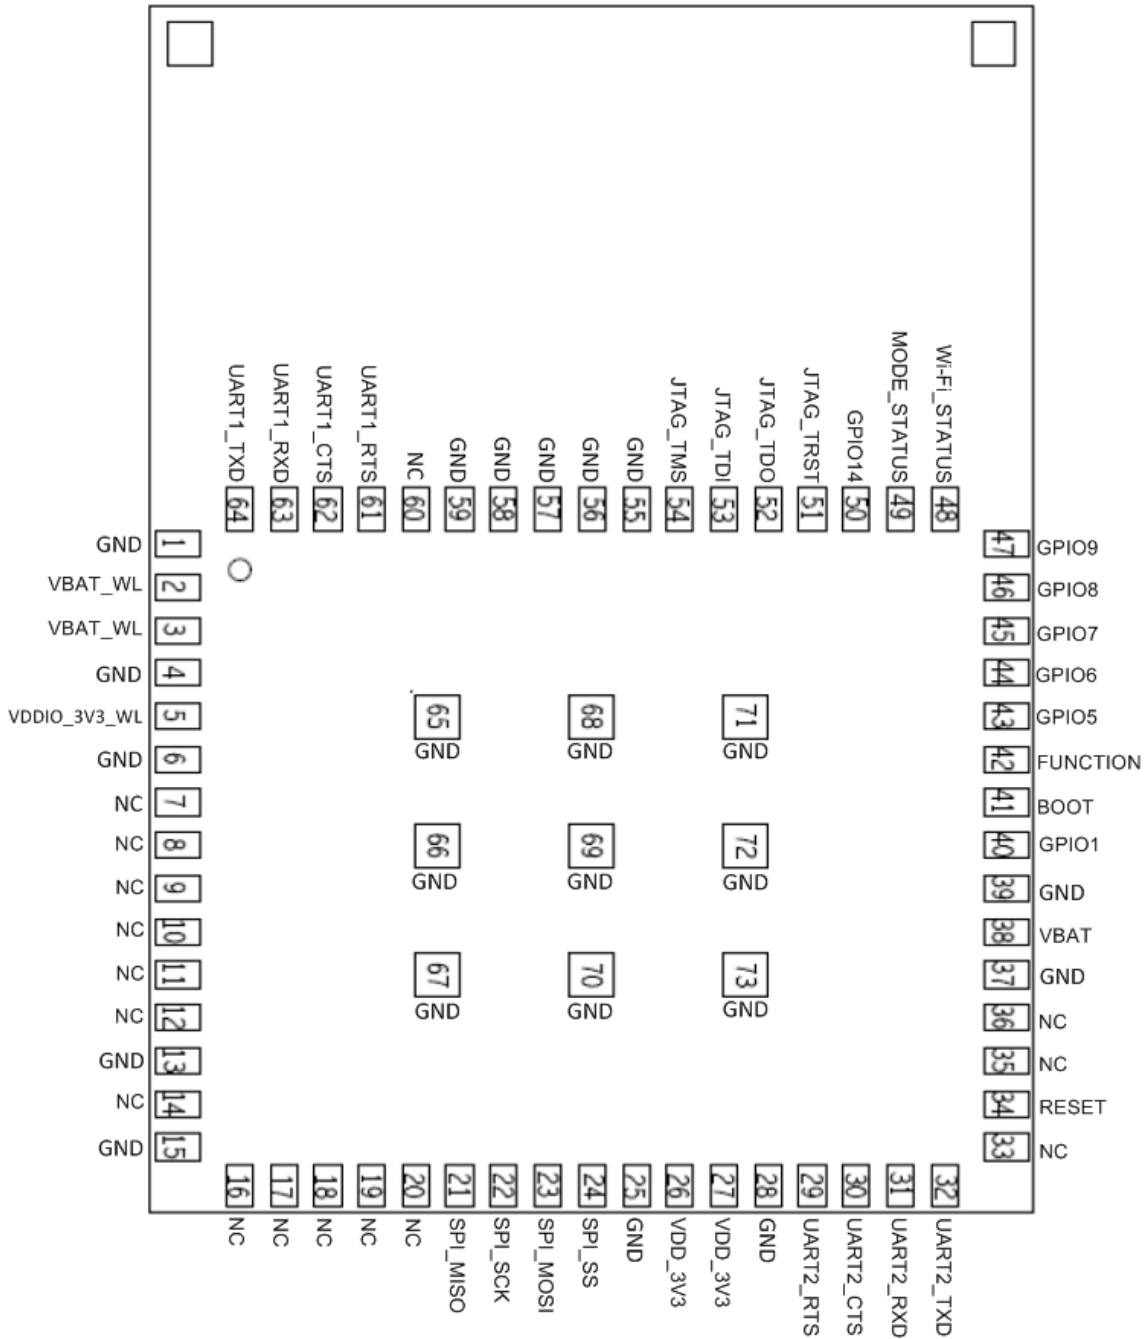 UART1_TXD
UART1_RXD
UART1_CTS
UART1_RTS
NC
GND
GND
GND
GND
GND
JTAG_TMS
JTAG_TDI
JTAG_TDO
JTAG_TRST
GPIO14
MODE_STATUS
Wi-Fi_STATUS
64
63
62
61
60
59
58
57
56
55
54
53
52
51
50
49
48
GND 1
VBAT_WL 2
VBAT_WL 3
GND 4
VDDIO_3V3_WL 5
GND 6
NC 7
NC 8
NC 9
NC 10
NC 11
NC 12
GND 13
NC 14
GND 15
65
GND
68
GND
71
GND
66
GND
69
GND
72
GND
67
GND
70
GND
73
GND
47 GPIO9
46 GPIO8
45 GPIO7
44 GPIO6
43 GPIO5
42 FUNCTION
41 BOOT
40 GPIO1
39 GND
38 VBAT
37 GND
36 NC
35 NC
34 RESET
33 NC
16
17
18
19
20
21
22
23
24
25
26
27
28
29
30
31
32
NC
NC
NC
NC
NC
SPI_MISO
SPI_SCK
SPI_MOSI
SPI_SS
GND
VDD_3V3
VDD_3V3
GND
UART2_RTS
UART2_CTS
UART2_RXD
UART2_TXD